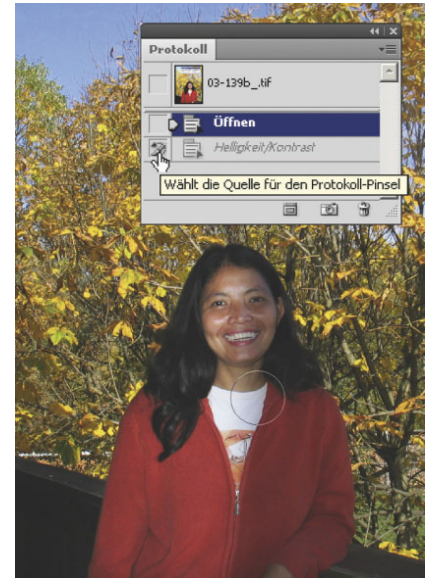 Protokoll
03-139b_.tif
Öffnen
Helligkeit/Kontrast
Wählt die Quelle für den Protokoll-Pinsel